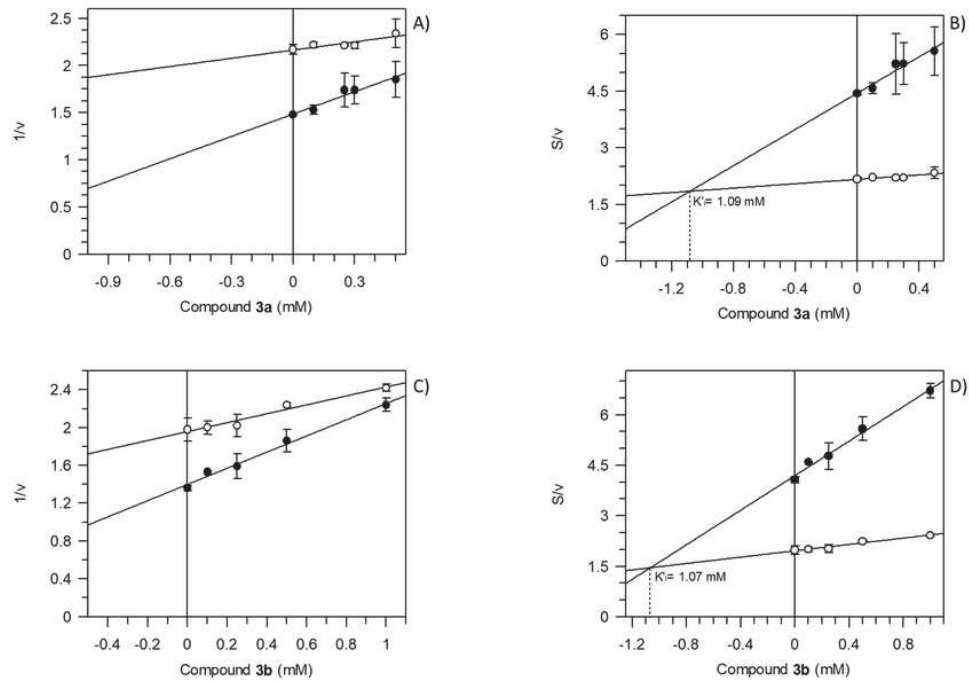 A)
2.5
2
1.5
1
0.5
0
1/v
-0.9 -0.6 -0.3 0 0.3
Compound 3a (mM)
B)
6
4.5
3
1.5
0
S/v
K'i= 1.09 mM
-1.2 -0.8 -0.4 0 0.4
Compound 3a (mM)
C)
2.4
2
1.6
1.2
0.8
0.4
0
1/v
-0.4 -0.2 0 0.2 0.4 0.6 0.8 1
Compound 3b (mM)
D)
6
4.5
3
1.5
0
S/v
K'i= 1.07 mM
-1.2 -0.8 -0.4 0 0.4 0.8
Compound 3b (mM)